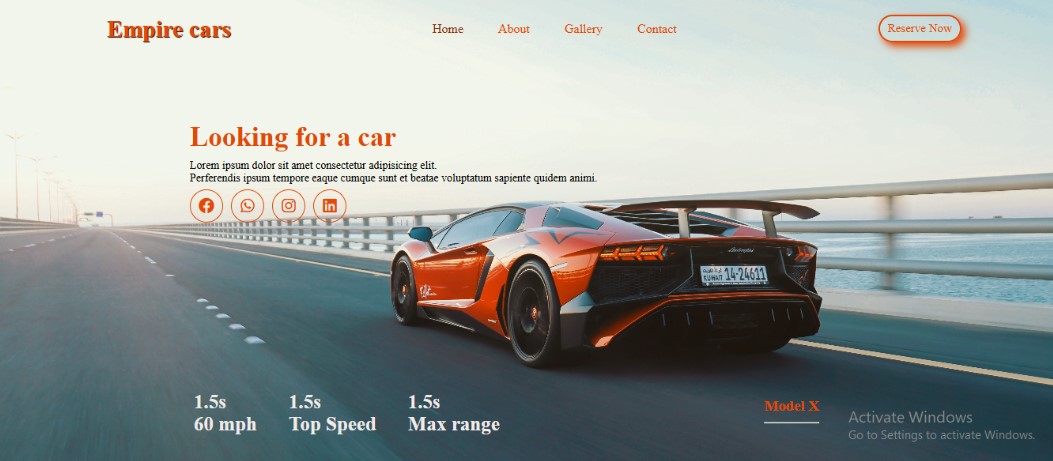 Empire cars
Home About Gallery Contact
Reserve Now
Looking for a car
Lorem ipsum dolor sit amet consectetur adipisicing elit.
Perferendis ipsum tempore eaque cumque sunt et beatae voluptatum sapiente quidem animi.
KUWAIT 14-24611
1.5s
60 mph
1.5s
Top Speed
1.5s
Max range
Model X
Activate Windows
Go to Settings to activate Windows.